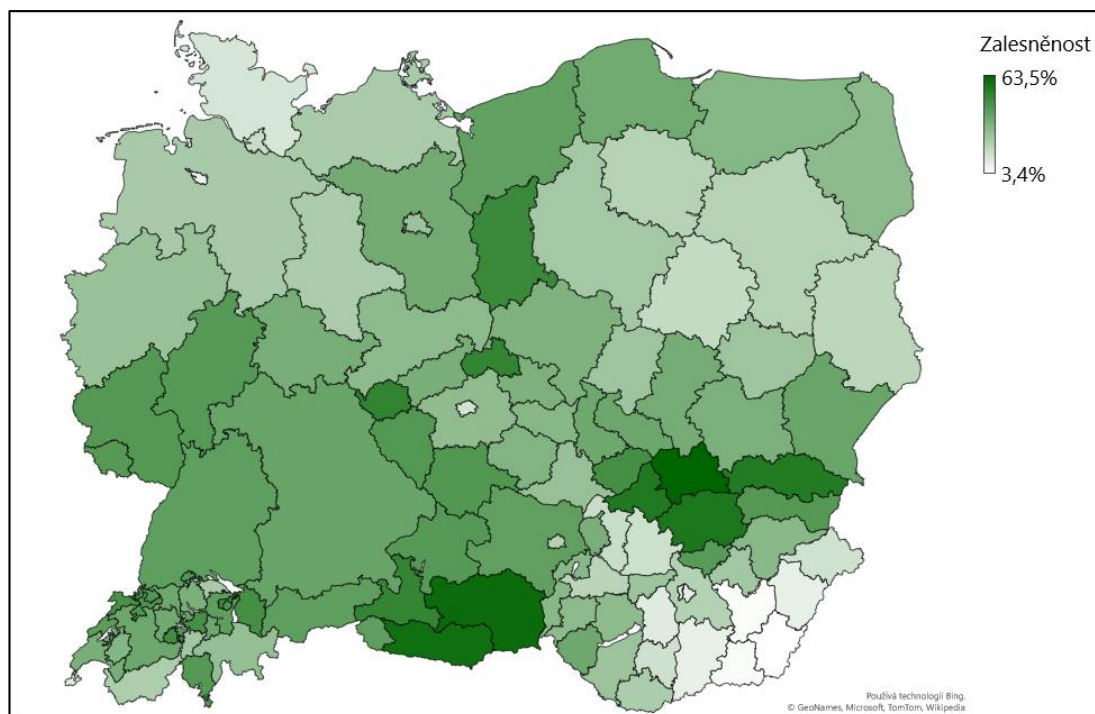 Zalesněnost
63,5%
3,4%
Používá technologii Bing.
© GeoNames, Microsoft, TomTom, Wikipedia